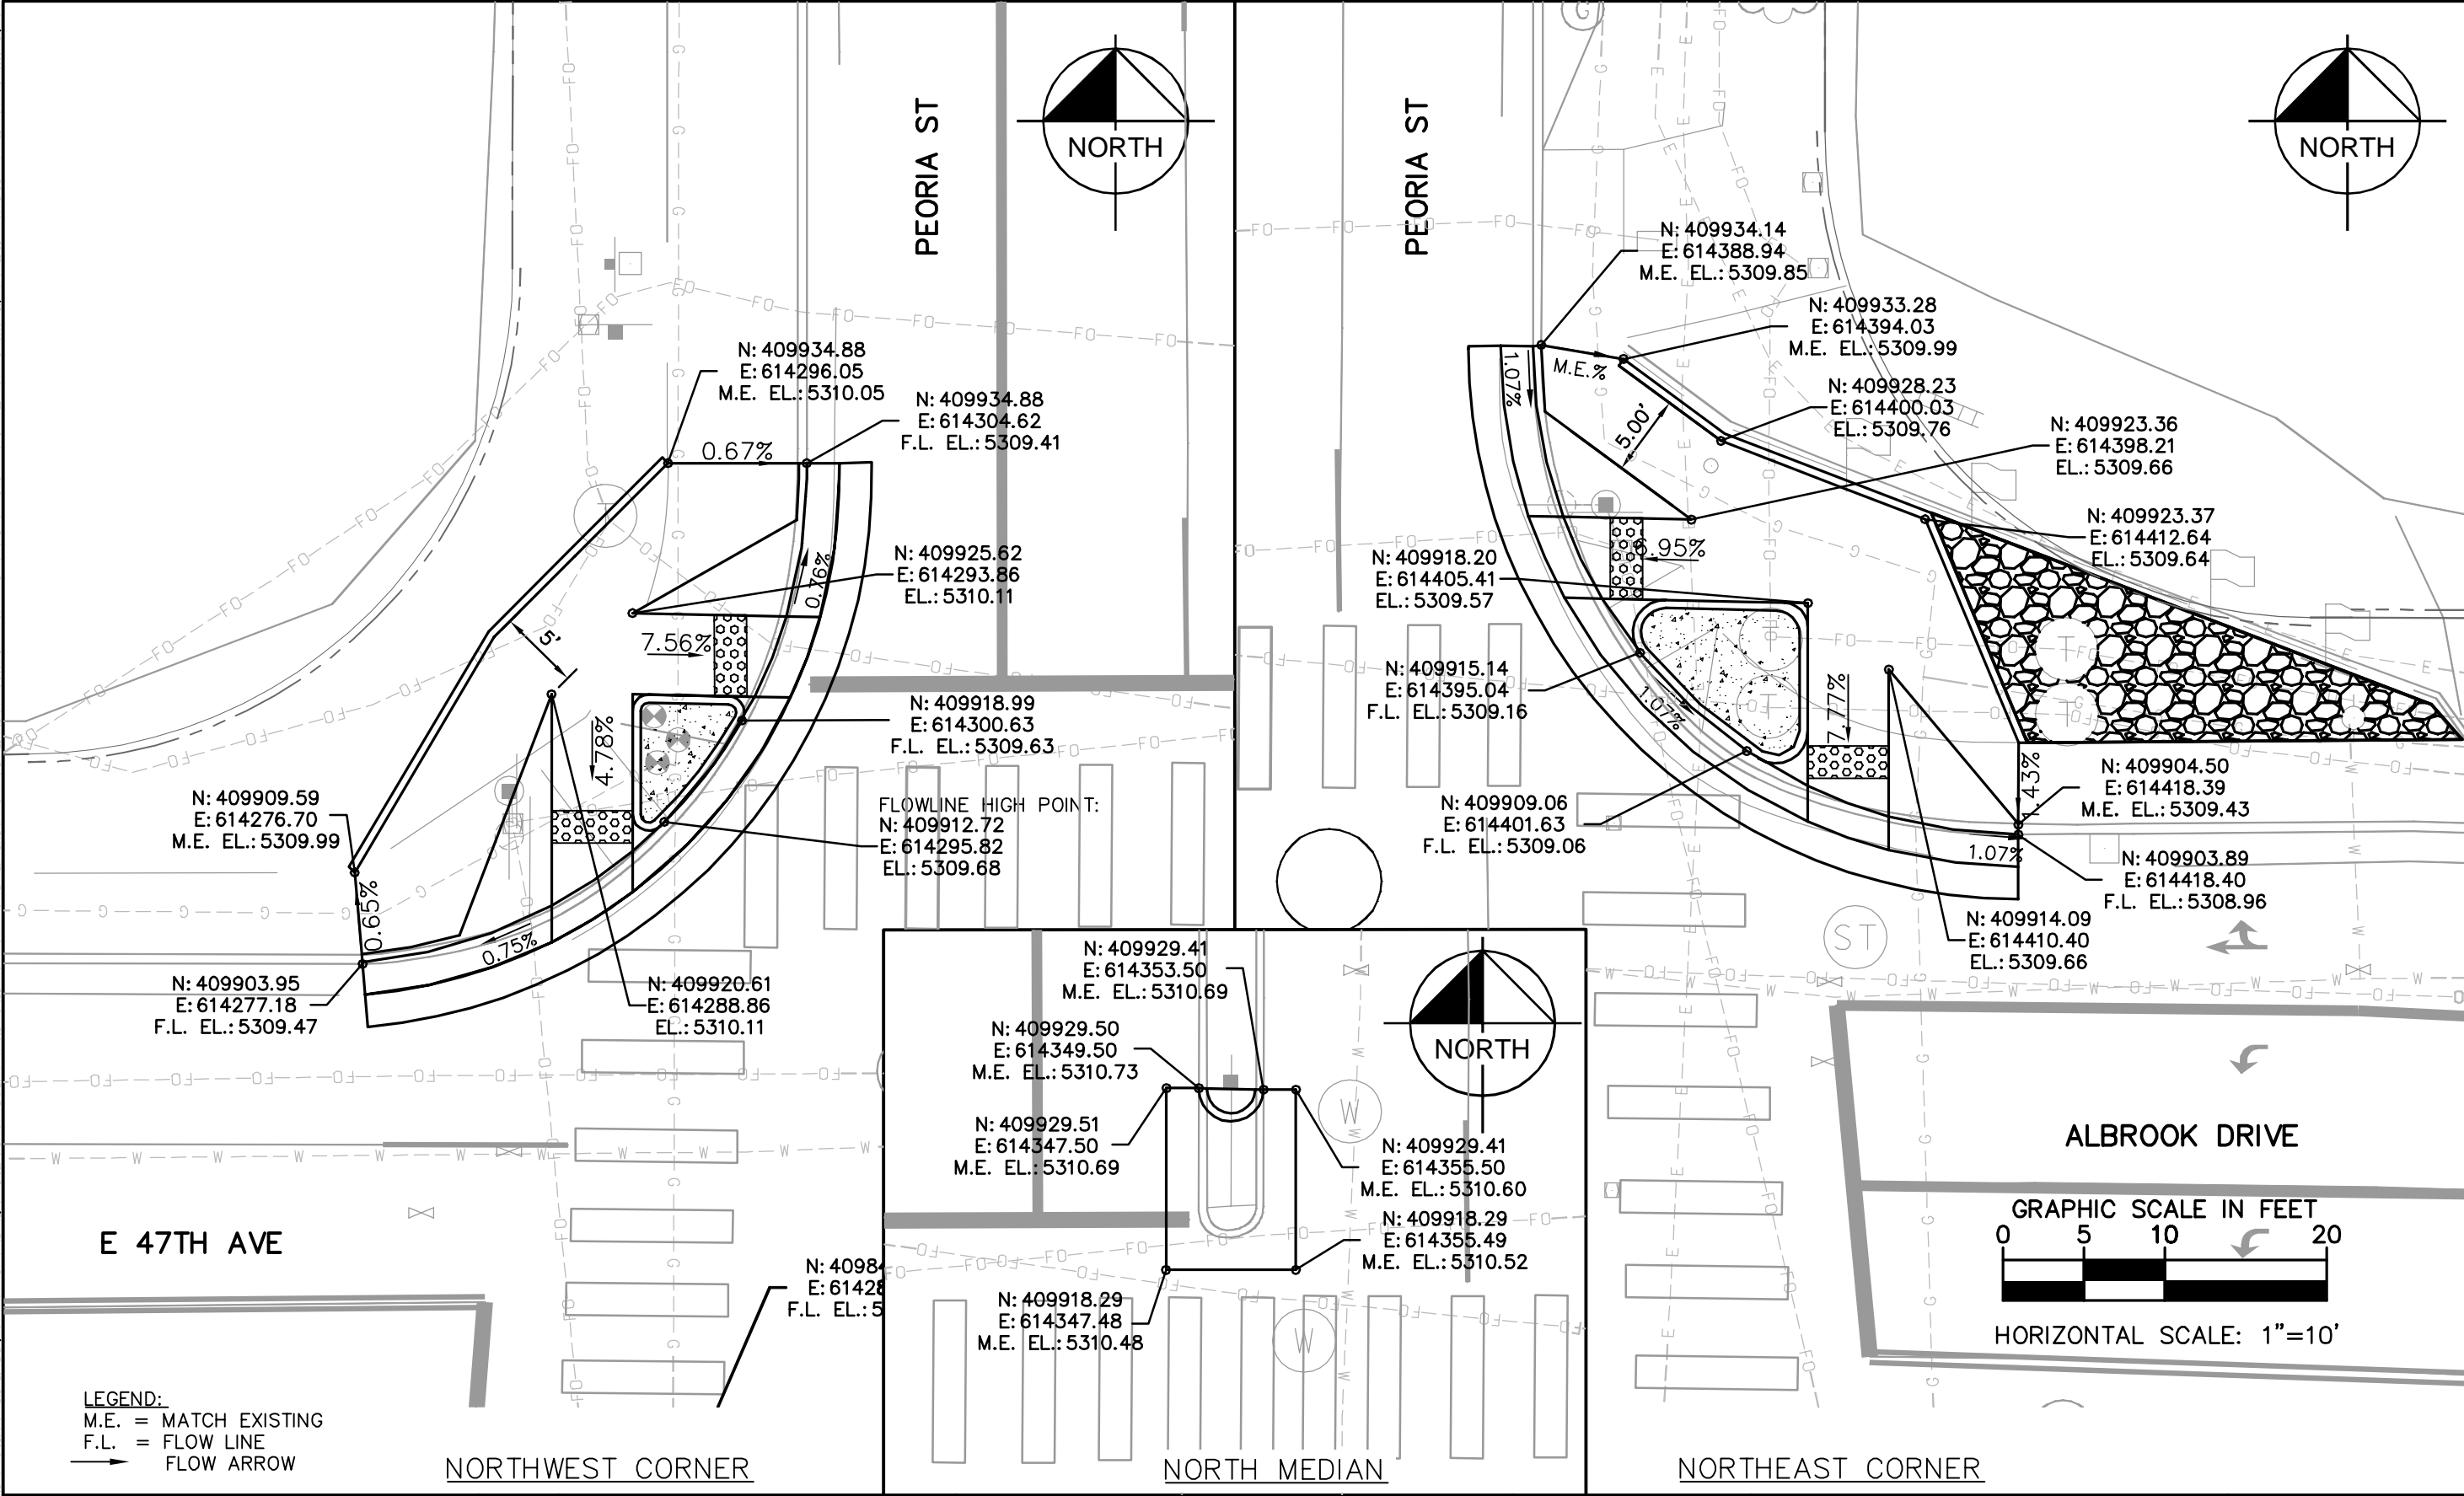 PEORIA ST
NORTH
N: 409934.88
E: 614296.05
M.E. EL.: 5310.05
N: 409934.88
E: 614304.62
F.L. EL.: 5309.41
0.67%
N: 409925.62
E: 614293.86
EL.: 5310.11
0.76%
7.56%
5'
4.78%
N: 409918.99
E: 614300.63
F.L. EL.: 5309.63
FLOWLINE HIGH POINT:
N: 409912.72
E: 614295.82
EL.: 5309.68
N: 409909.59
E: 614276.70
M.E. EL.: 5309.99
0.65%
0.75%
N: 409903.95
E: 614277.18
F.L. EL.: 5309.47
N: 409920.61
E: 614288.86
EL.: 5310.11
E 47TH AVE
N: 4098
E: 61428
F.L. EL.: 5
LEGEND:
M.E. = MATCH EXISTING
F.L. = FLOW LINE
FLOW ARROW
NORTHWEST CORNER
N: 409929.41
E: 614353.50
M.E. EL.: 5310.69
N: 409929.50
E: 614349.50
M.E. EL.: 5310.73
N: 409929.51
E: 614347.50
M.E. EL.: 5310.69
NORTH
W
N: 409929.41
E: 614355.50
M.E. EL.: 5310.60
N: 409918.29
E: 614355.49
M.E. EL.: 5310.52
N: 409918.29
E: 614347.48
M.E. EL.: 5310.48
W
NORTH MEDIAN
PEORIA ST
NORTH
N: 409934.14
E: 614388.94
M.E. EL.: 5309.85
N: 409933.28
E: 614394.03
M.E. EL.: 5309.99
M.E.%
1.07%
N: 409928.23
E: 614400.03
EL.: 5309.76
5.00'
N: 409923.36
E: 614398.21
EL.: 5309.66
N: 409923.37
E: 614412.64
EL.: 5309.64
6.95%
N: 409918.20
E: 614405.41
EL.: 5309.57
N: 409915.14
E: 614395.04
F.L. EL.: 5309.16
1.07%
7.77%
1.43%
N: 409904.50
E: 614418.39
M.E. EL.: 5309.43
N: 409909.06
E: 614401.63
F.L. EL.: 5309.06
1.07%
N: 409903.89
E: 614418.40
F.L. EL.: 5308.96
N: 409914.09
E: 614410.40
EL.: 5309.66
ST
ALBROOK DRIVE
GRAPHIC SCALE IN FEET
0 5 10 20
HORIZONTAL SCALE: 1"=10'
NORTHEAST CORNER